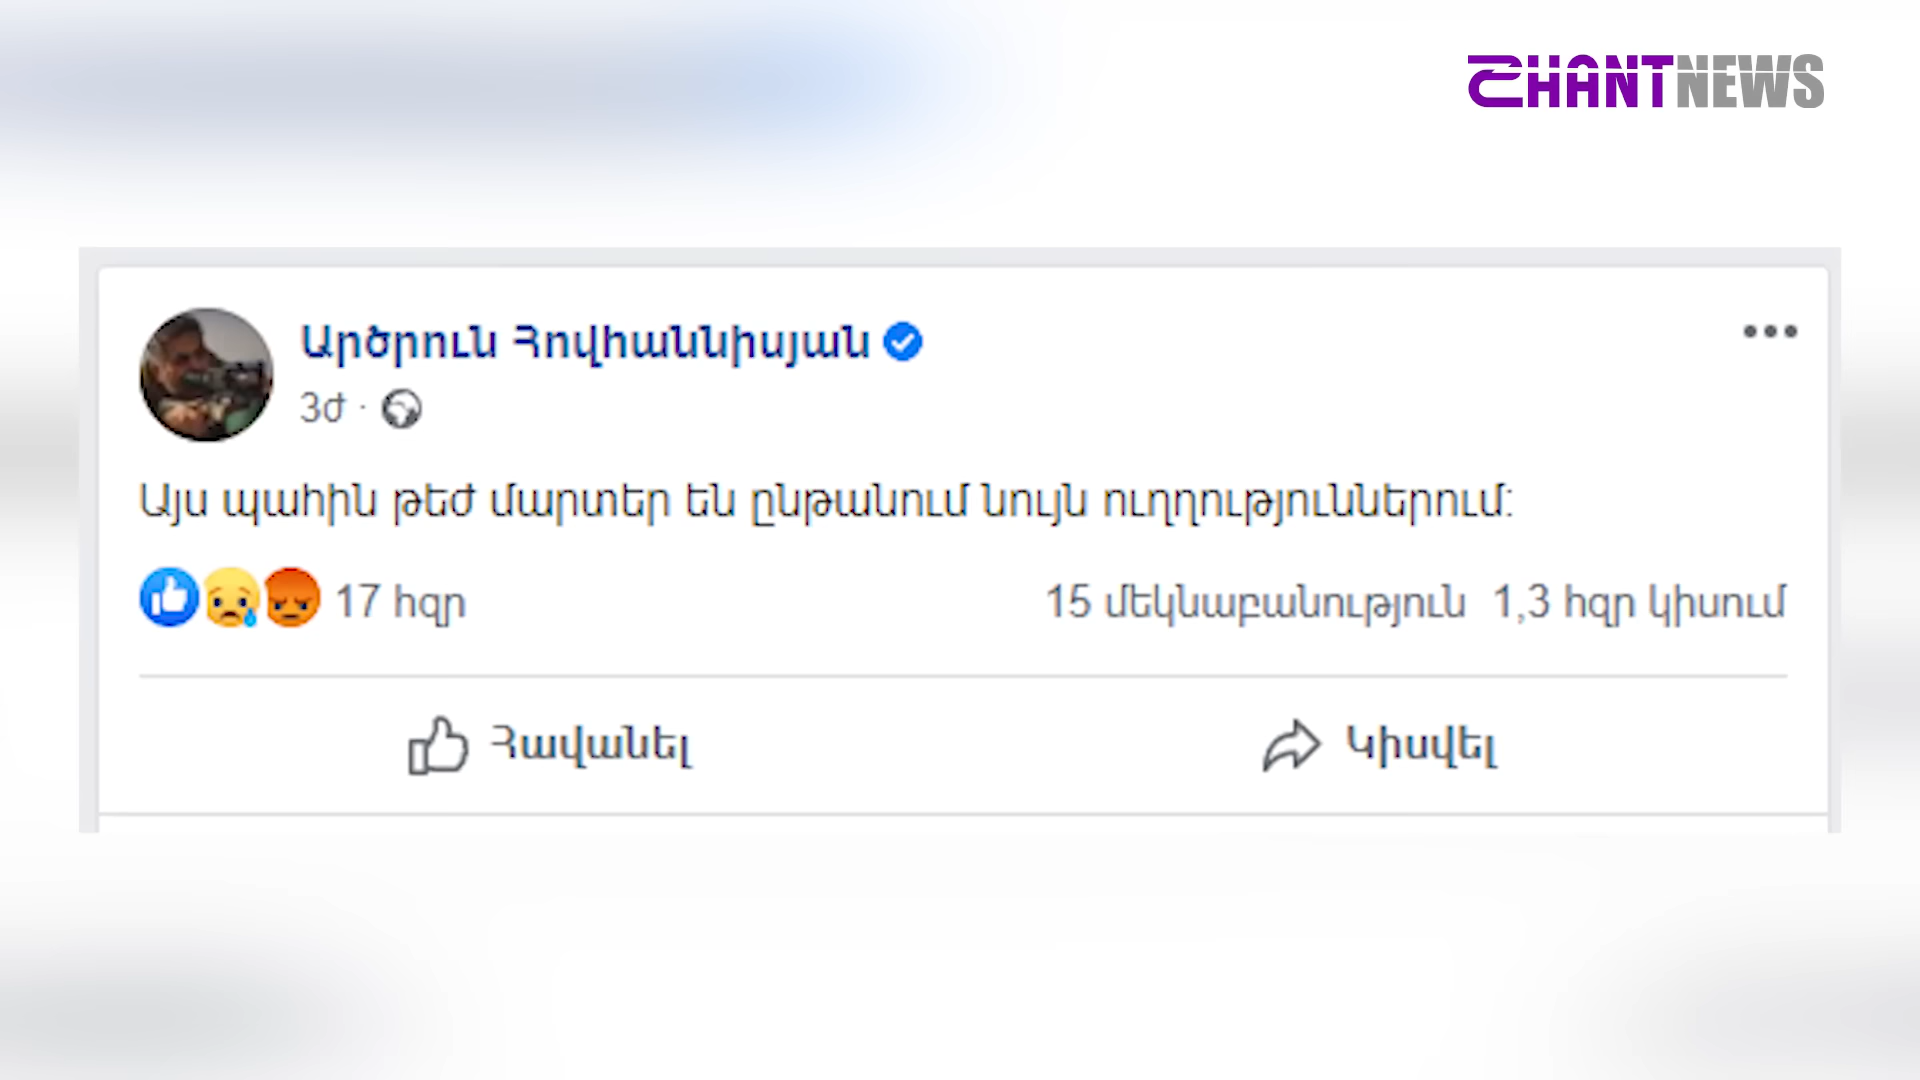 SHANTNEWS
Արծրուն Հովհաննիսյան
3ժ ·
Այս պահին թեժ մարտեր են ընթանում նույն ուղղություններում:
17 հզր 15 մեկնաբանություն 1,3 հզր կիսում
Հավանել Կիսվել